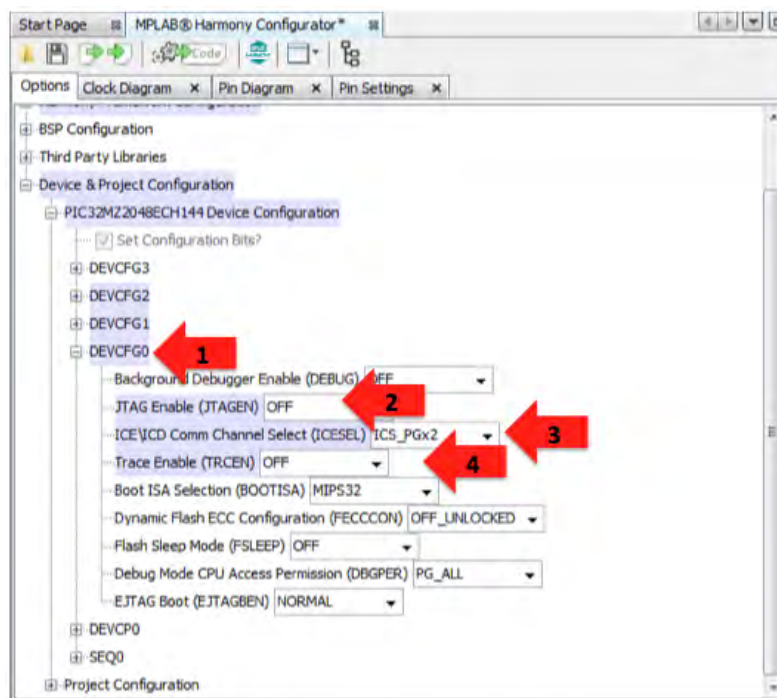 Start Page MPLAB® Harmony Configurator*
Code
Options Clock Diagram × Pin Diagram × Pin Settings ×
BSP Configuration
Third Party Libraries
Device & Project Configuration
PIC32MZ2048ECH144 Device Configuration
Set Configuration Bits?
DEVCFG3
DEVCFG2
DEVCFG1
DEVCFG0 1
Background Debugger Enable (DEBUG) OFF
JTAG Enable (JTAGEN) OFF 2
ICE\ICD Comm Channel Select (ICESEL) ICS_PGx2 3
Trace Enable (TRCEN) OFF 4
Boot ISA Selection (BOOTISA) MIPS32
Dynamic Flash ECC Configuration (FECCCON) OFF_UNLOCKED
Flash Sleep Mode (FSLEEP) OFF
Debug Mode CPU Access Permission (DBGPER) PG_ALL
EJTAG Boot (EJTAGBEN) NORMAL
DEVCP0
SEQ0
Project Configuration